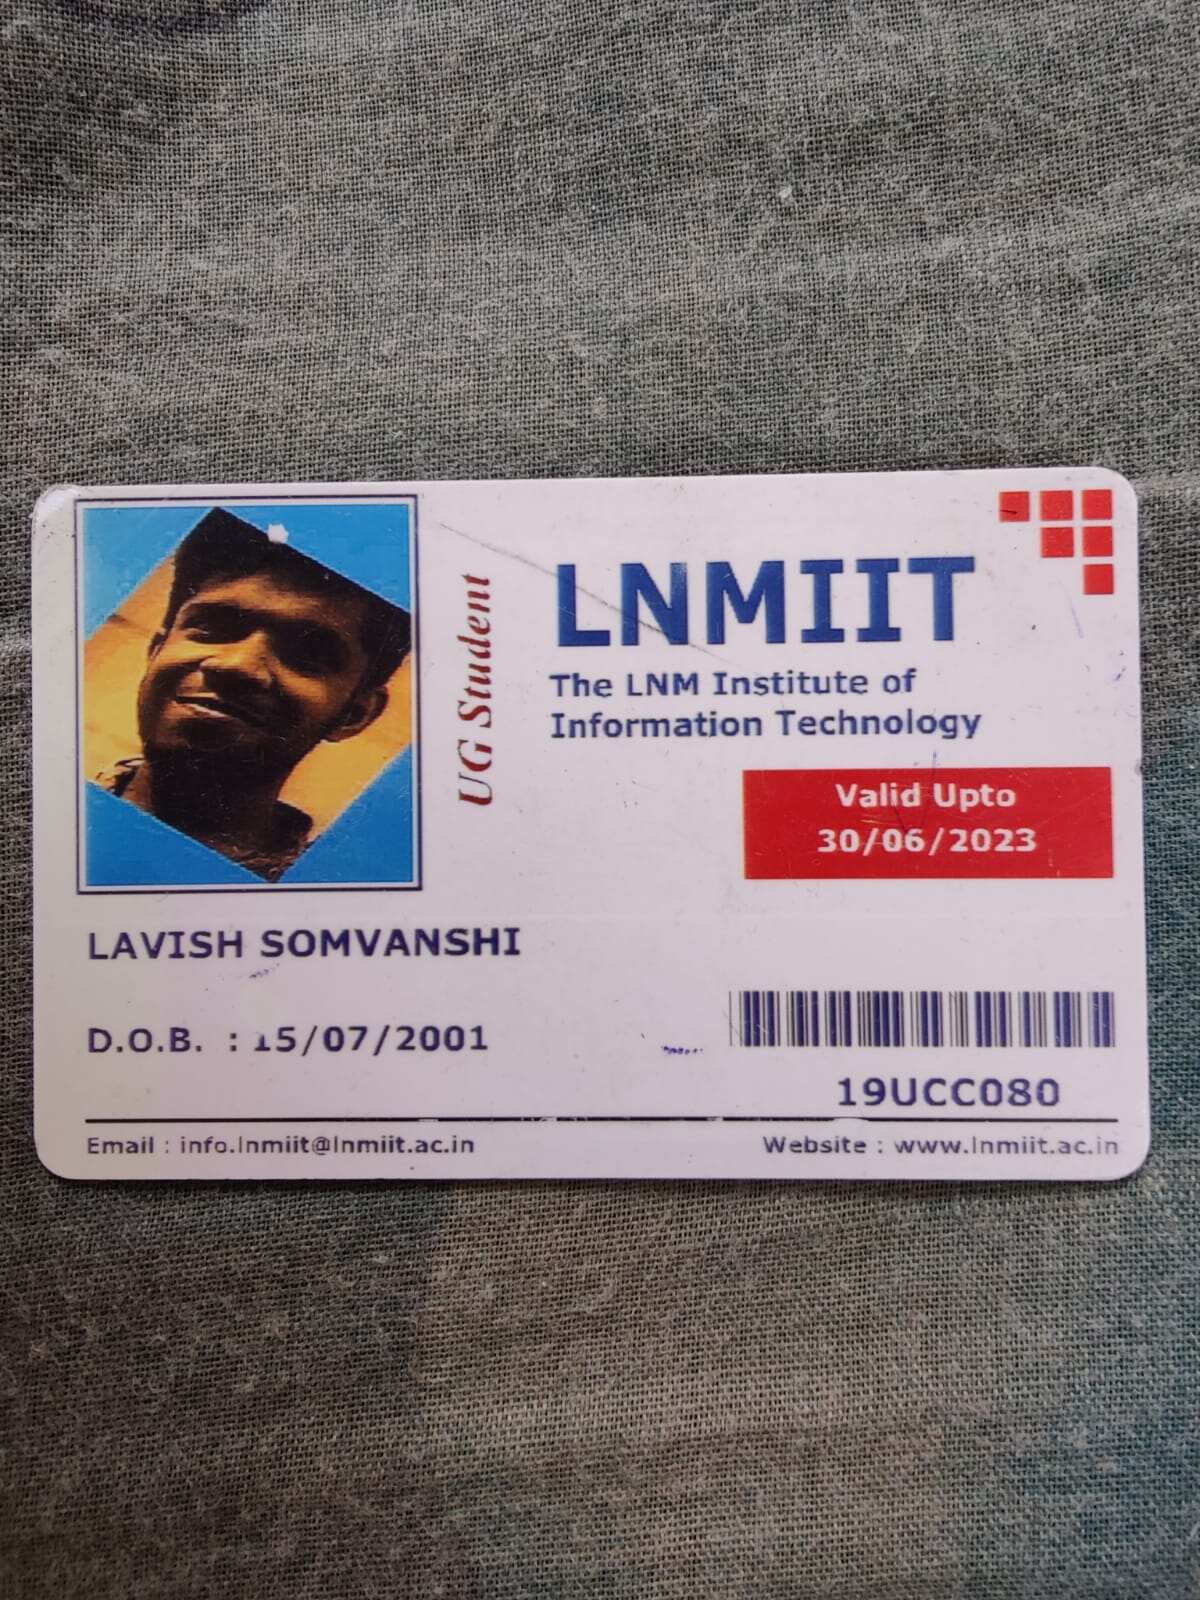 UG Student
LNMIIT
The LNM Institute of
Information Technology
Valid Upto
30/06/2023
LAVISH SOMVANSHI
D.O.B. : 15/07/2001
19UCC080
Email : info.lnmiit@lnmiit.ac.in
Website : www.lnmiit.ac.in